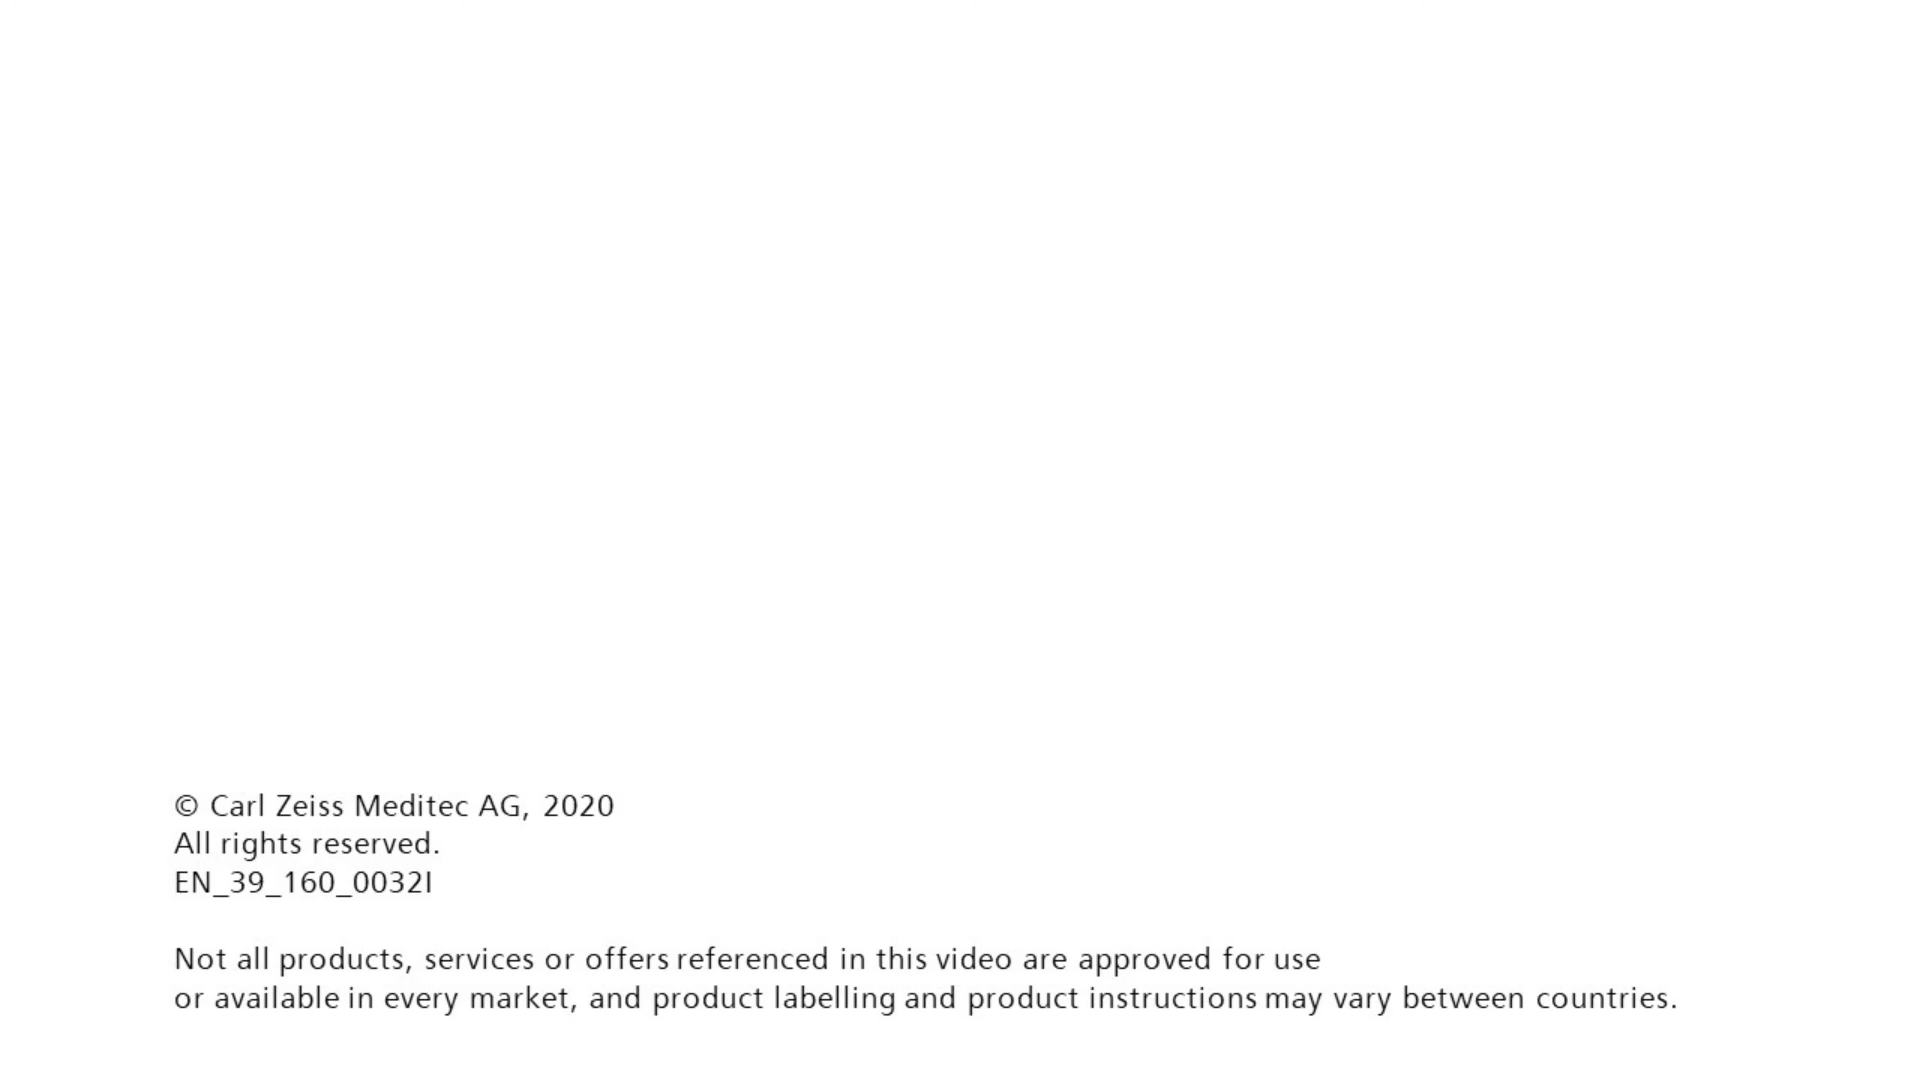 © Carl Zeiss Meditec AG, 2020
All rights reserved.
EN_39_160_0032I
Not all products, services or offers referenced in this video are approved for use
or available in every market, and product labelling and product instructions may vary between countries.